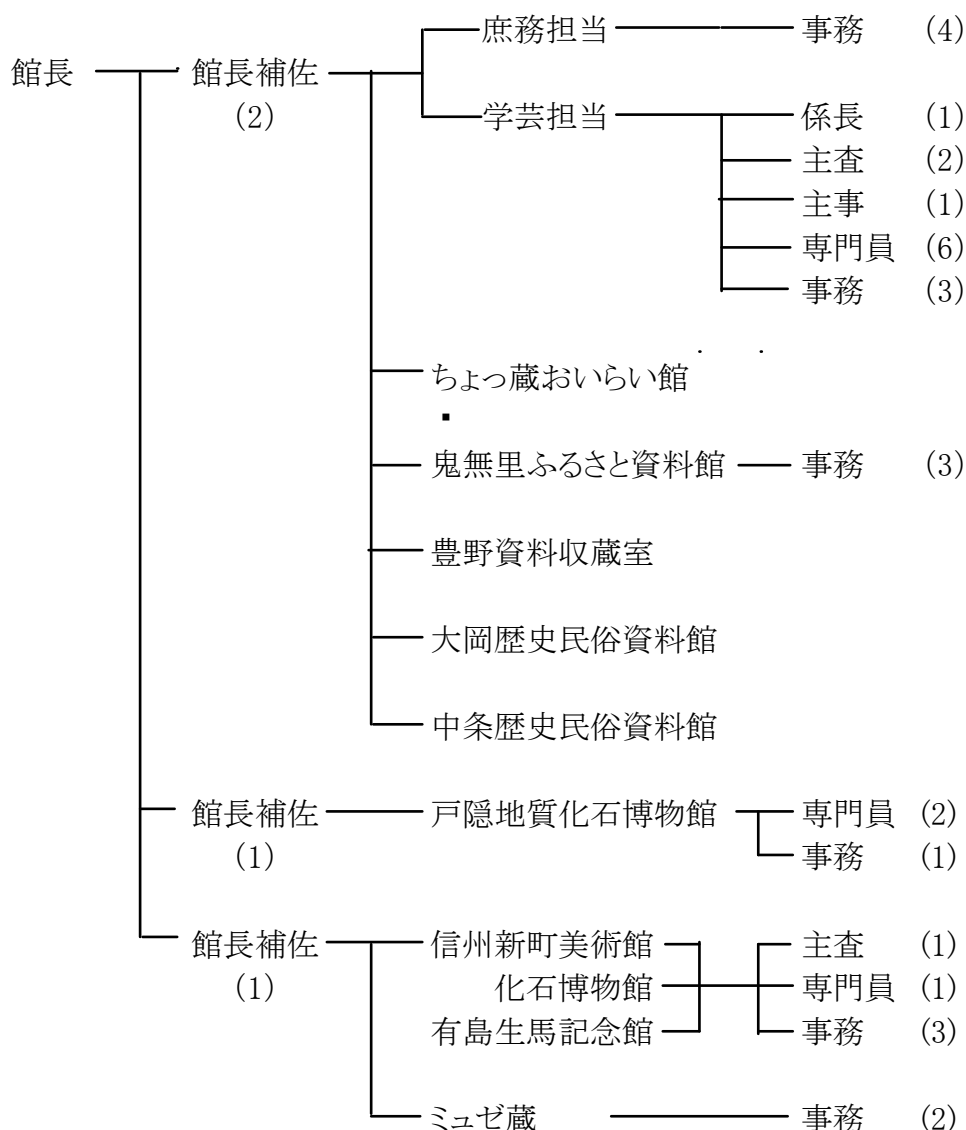 庶務担当 事務 (4)
館長 館長補佐
(2) 学芸担当 係長 (1)
主査 (2)
主事 (1)
専門員 (6)
事務 (3)
ちょっ蔵おいらい館
鬼無里ふるさと資料館 事務 (3)
豊野資料収蔵室
大岡歴史民俗資料館
中条歴史民俗資料館
館長補佐 戸隠地質化石博物館 専門員 (2)
(1) 事務 (1)
館長補佐 信州新町美術館 主査 (1)
(1) 化石博物館 専門員 (1)
有島生馬記念館 事務 (3)
ミュゼ蔵 事務 (2)